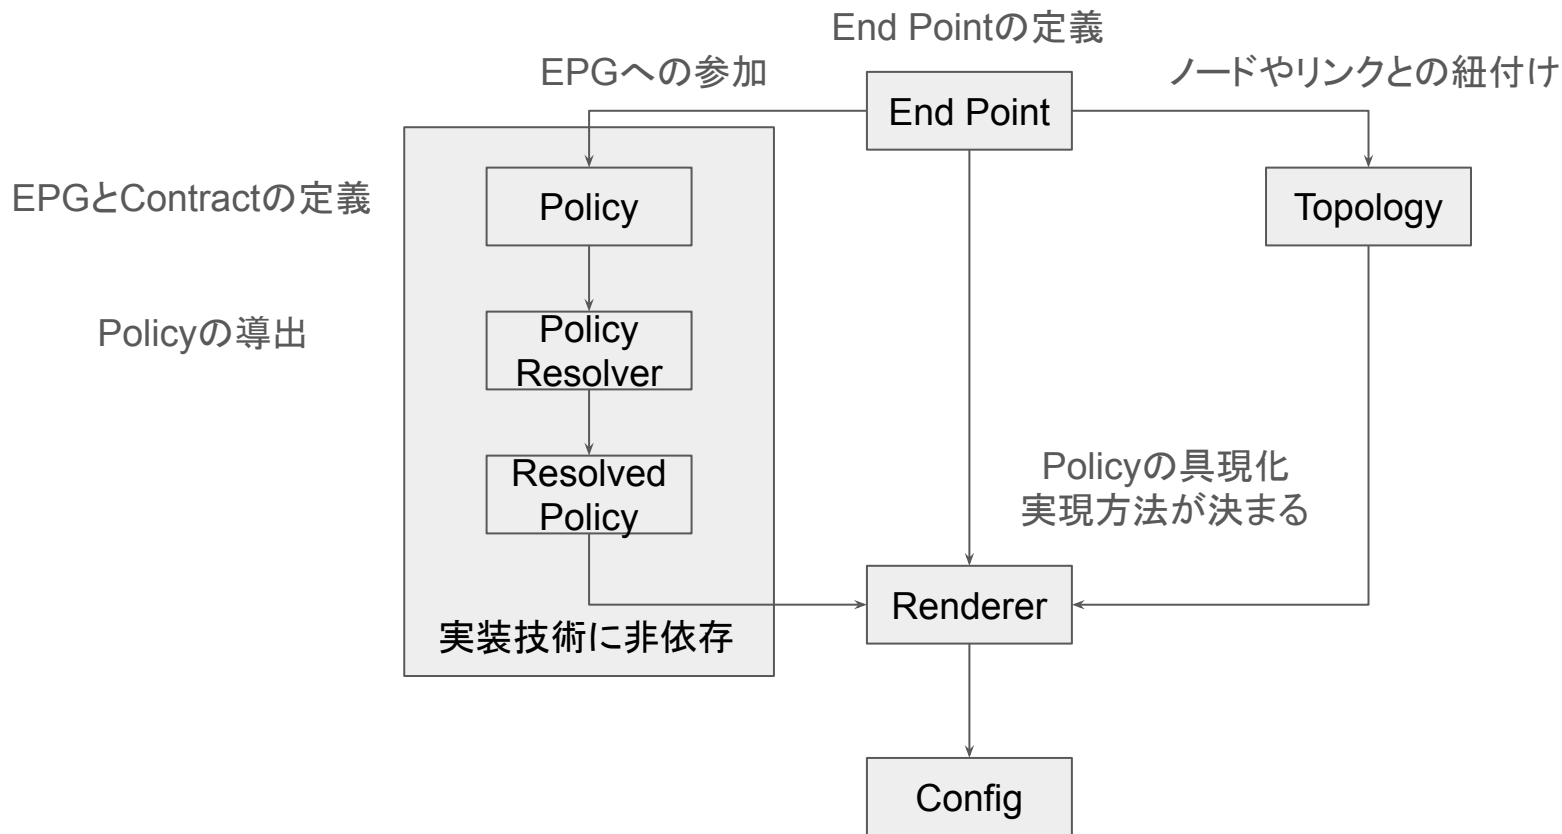 End Pointの定義
EPGへの参加
ノードやリンクとの紐付け
End Point
EPGとContractの定義
Policy
Topology
Policyの導出
Policy
Resolver
Resolved
Policy
Policyの具現化
実現方法が決まる
Renderer
実装技術に非依存
Config